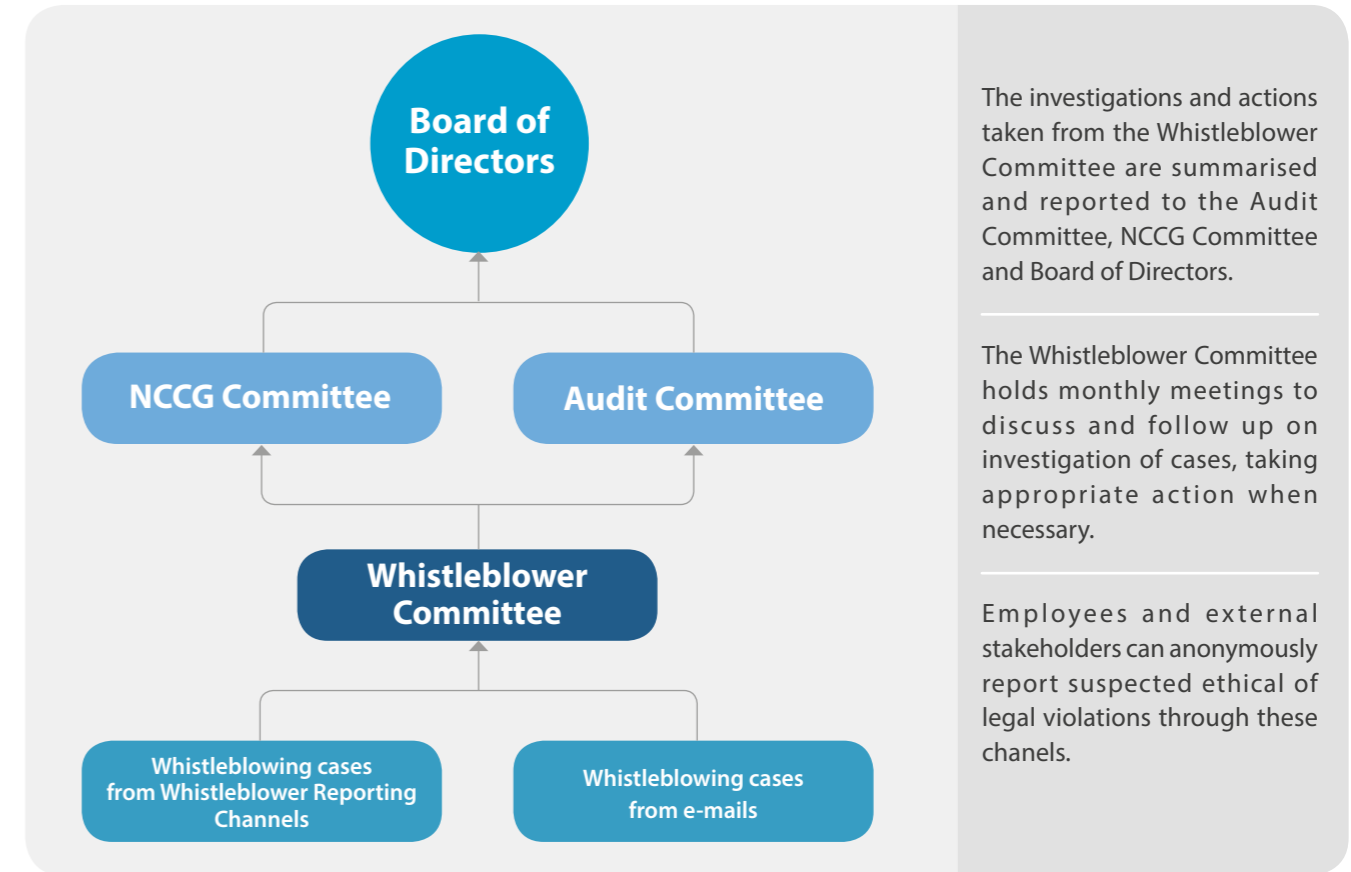 Board of
Directors
NCCG Committee
Audit Committee
Whistleblower
Committee
Whistleblowing cases
from Whistleblower Reporting
Channels
Whistleblowing cases
from e-mails
The investigations and actions
taken from the Whistleblower
Committee are summarised
and reported to the Audit
Committee, NCCG Committee
and Board of Directors.
The Whistleblower Committee
holds monthly meetings to
discuss and follow up on
investigation of cases, taking
appropriate action when
necessary.
Employees and external
stakeholders can anonymously
report suspected ethical of
legal violations through these
chanels.